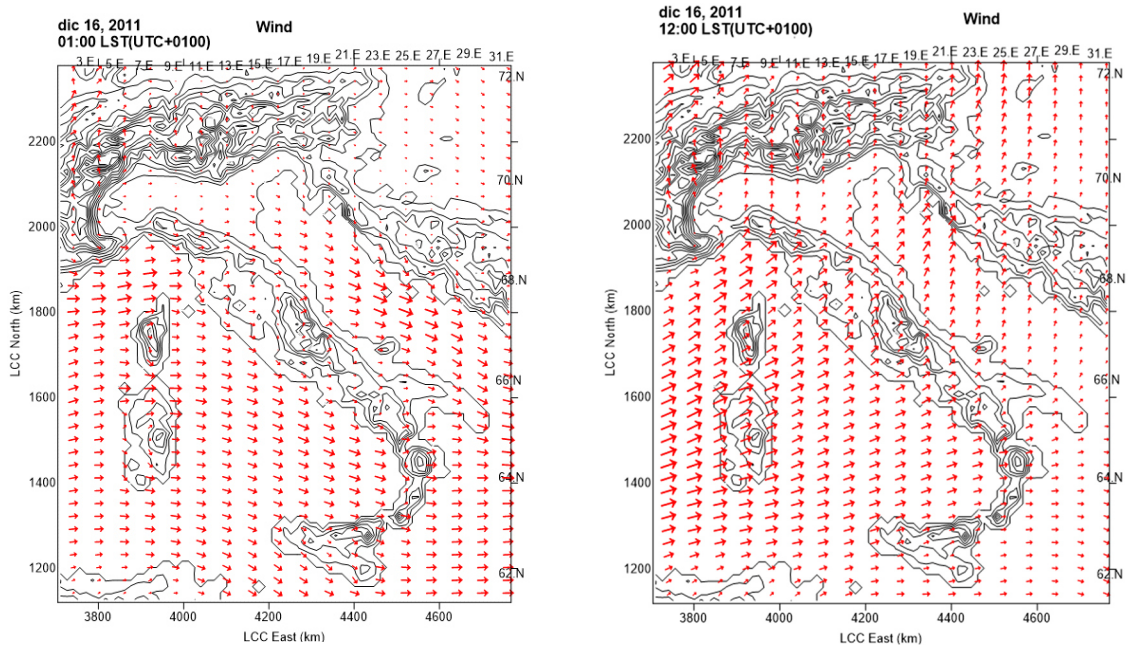 dic 16, 2011
01:00 LST(UTC+0100)
Wind
3.E 5.E 7.E 9.E 11.E 13.E 15.E 17.E 19.E 21.E 23.E 25.E 27.E 29.E 31.E
72.N
2200
70.N
2000
68.N
1800
LCC North (km)
66.N
1600
64.N
1400
62.N
1200
3800 4000 4200 4400 4600
LCC East (km)
dic 16, 2011
12:00 LST(UTC+0100)
Wind
3.E 5.E 7.E 9.E 11.E 13.E 15.E 17.E 19.E 21.E 23.E 25.E 27.E 29.E 31.E
72.N
2200
70.N
2000
68.N
1800
LCC North (km)
66.N
1600
64.N
1400
62.N
1200
3800 4000 4200 4400 4600
LCC East (km)